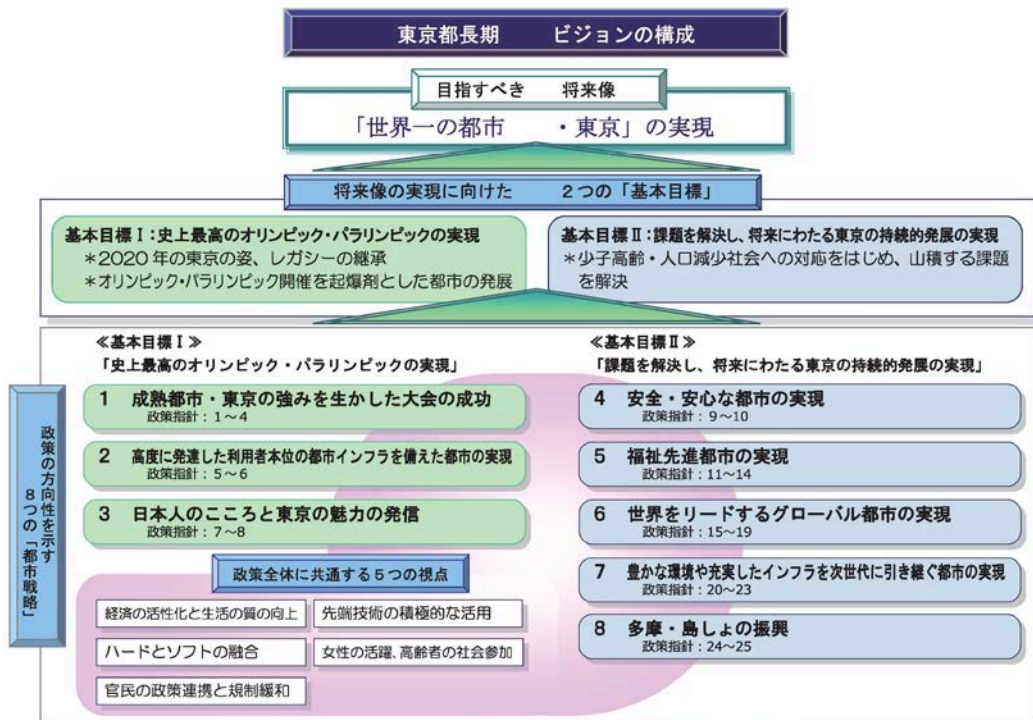 東京都長期 ビジョンの構成
目指すべき 将来像
「世界一の都市 ・東京」の実現
将来像の実現に向けた 2つの「基本目標」
基本目標Ⅰ:史上最高のオリンピック・パラリンピックの実現
＊2020年の東京の姿、レガシーの継承
＊オリンピック・パラリンピック開催を起爆剤とした都市の発展
基本目標Ⅱ:課題を解決し、将来にわたる東京の持続的発展の実現
＊少子高齢・人口減少社会への対応をはじめ、山積する課題
を解決
政策の方向性を示す
8つの「都市戦略」
≪基本目標Ⅰ≫
「史上最高のオリンピック・パラリンピックの実現」
1 成熟都市・東京の強みを生かした大会の成功
政策指針：1～4
2 高度に発達した利用者本位の都市インフラを備えた都市の実現
政策指針：5～6
3 日本人のこころと東京の魅力の発信
政策指針：7～8
政策全体に共通する5つの視点
経済の活性化と生活の質の向上
先端技術の積極的な活用
ハードとソフトの融合
女性の活躍、高齢者の社会参加
官民の政策連携と規制緩和
≪基本目標Ⅱ≫
「課題を解決し、将来にわたる東京の持続的発展の実現」
4 安全・安心な都市の実現
政策指針：9～10
5 福祉先進都市の実現
政策指針：11～14
6 世界をリードするグローバル都市の実現
政策指針：15～19
7 豊かな環境や充実したインフラを次世代に引き継ぐ都市の実現
政策指針：20～23
8 多摩・島しょの振興
政策指針：24～25